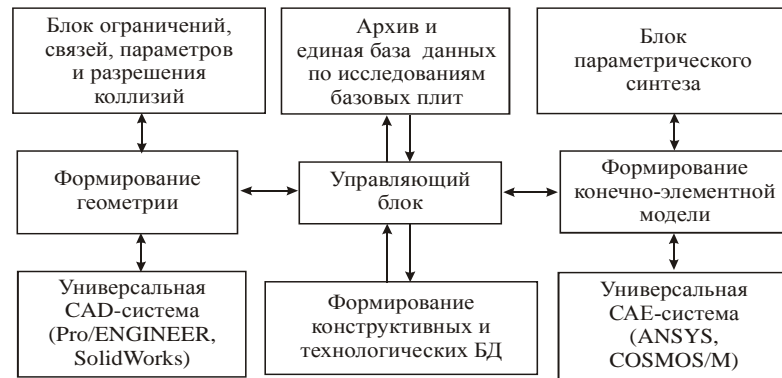 Блок ограничений,
связей, параметров
и разрешения
коллизий
Архив и
единая база данных
по исследованиям
базовых плит
Блок
параметрического
синтеза
Формирование
геометрии
Управляющий
блок
Формирование
конечно-элементной
модели
Универсальная
CAD-система
(Pro/ENGINEER,
SolidWorks)
Формирование
конструктивных и
технологических БД
Универсальная
CAE-система
(ANSYS,
COSMOS/M)